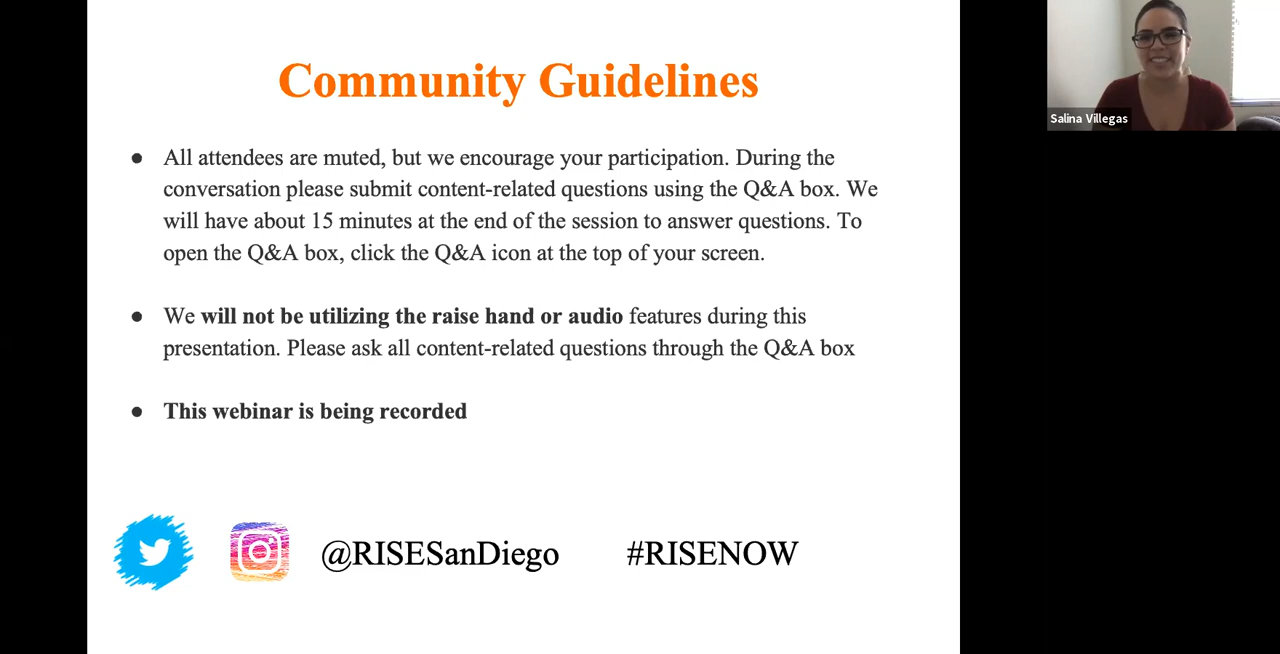 Community Guidelines
Salina Villegas
● All attendees are muted, but we encourage your participation. During the
conversation please submit content-related questions using the Q&A box. We
will have about 15 minutes at the end of the session to answer questions. To
open the Q&A box, click the Q&A icon at the top of your screen.
● We will not be utilizing the raise hand or audio features during this
presentation. Please ask all content-related questions through the Q&A box
● This webinar is being recorded
@RISESanDiego #RISENOW